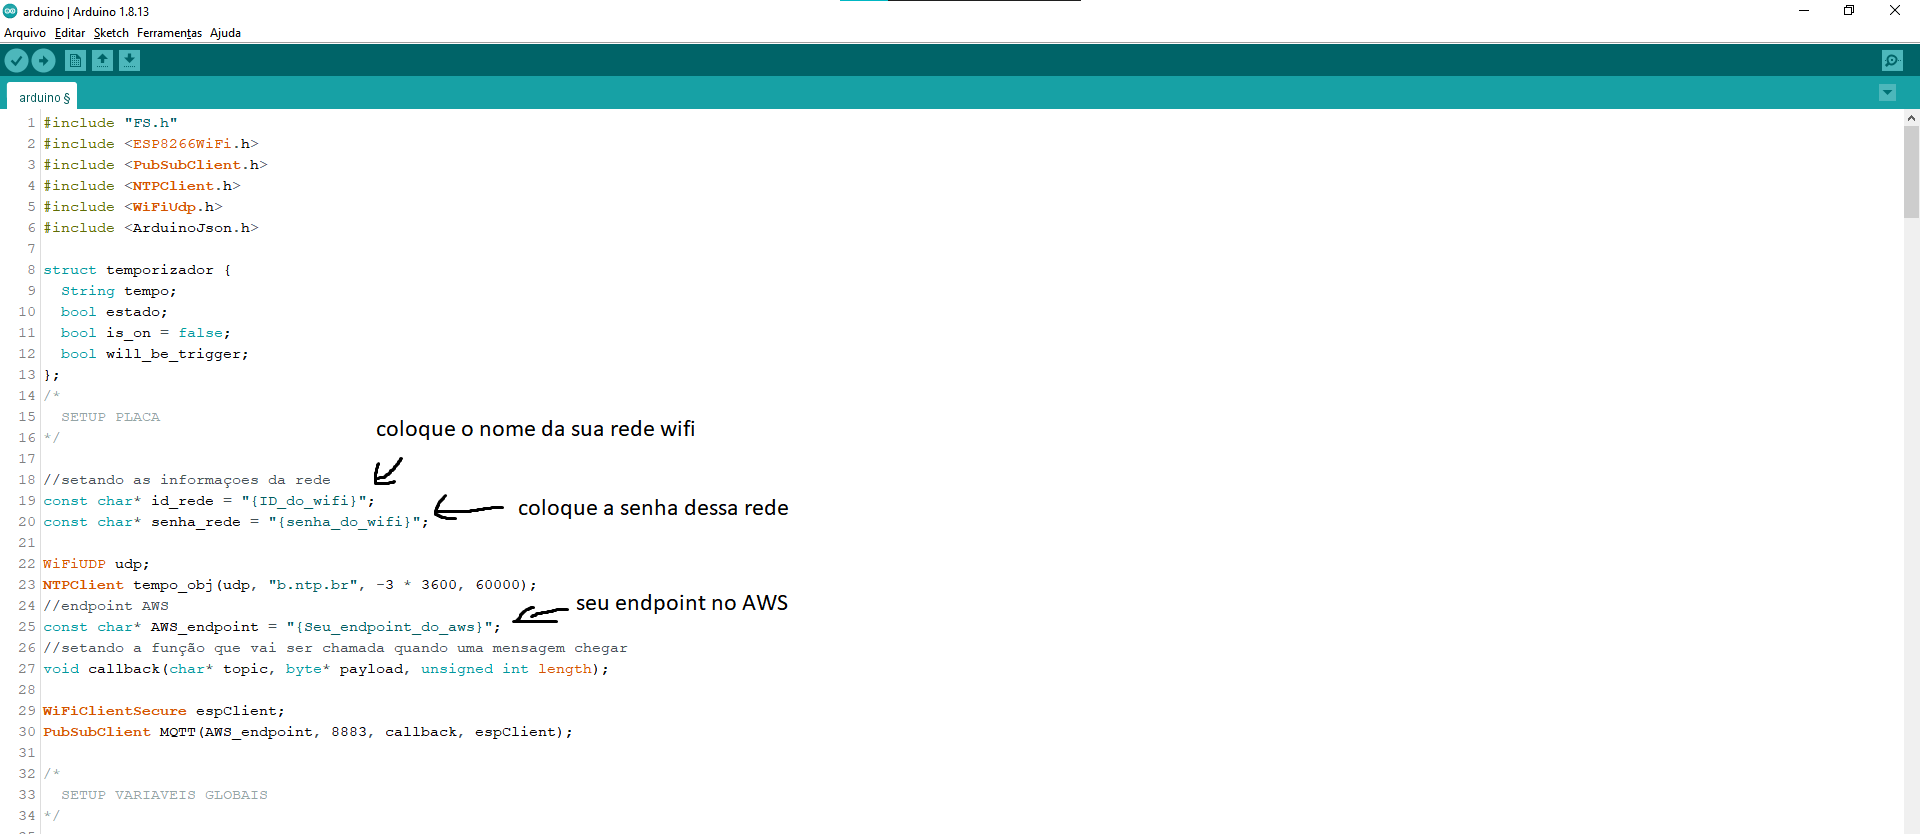 arduino | Arduino 1.8.13
Arquivo Editar Sketch Ferramentas Ajuda
arduino §
1 #include "FS.h"
2 #include <ESP8266WiFi.h>
3 #include <PubSubClient.h>
4 #include <NTPClient.h>
5 #include <WiFiUdp.h>
6 #include <ArduinoJson.h>
7
8 struct temporizador {
9 String tempo;
10 bool estado;
11 bool is_on = false;
12 bool will_be_trigger;
13 };
14 /*
15 SETUP PLACA
16 */
coloque o nome da sua rede wifi
17
18 //setando as informaçoes da rede
19 const char* id_rede = "{ID_do_wifi}";
coloque a senha dessa rede
20 const char* senha_rede = "{senha_do_wifi}";
21
22 WiFiUDP udp;
23 NTPClient tempo_obj(udp, "b.ntp.br", -3 * 3600, 60000);
24 //endpoint AWS
seu endpoint no AWS
25 const char* AWS_endpoint = "{Seu_endpoint_do_aws}";
26 //setando a função que vai ser chamada quando uma mensagem chegar
27 void callback(char* topic, byte* payload, unsigned int length);
28
29 WiFiClientSecure espClient;
30 PubSubClient MQTT(AWS_endpoint, 8883, callback, espClient);
31
32 /*
33 SETUP VARIAVEIS GLOBAIS
34 */